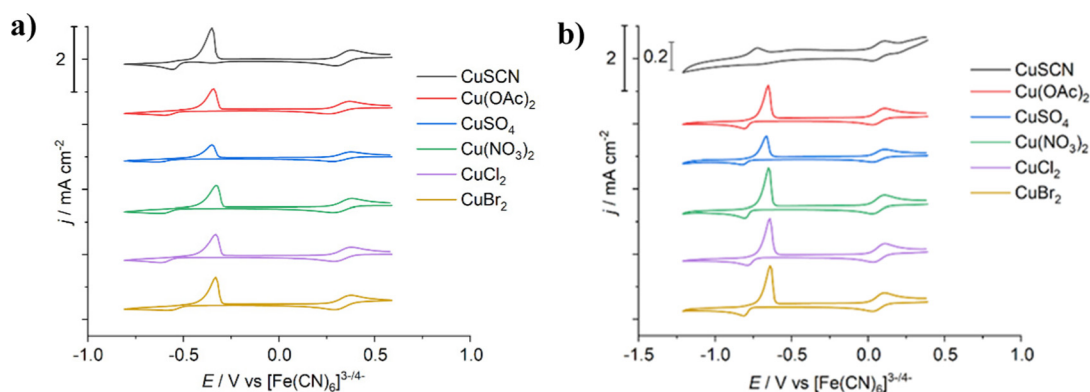 a)
2
j / mA cm⁻²
CuSCN
Cu(OAc)₂
CuSO₄
Cu(NO₃)₂
CuCl₂
CuBr₂
-1.0 -0.5 0.0 0.5 1.0
E / V vs [Fe(CN)₆]³⁻/⁴⁻
b)
2
0.2
j / mA cm⁻²
CuSCN
Cu(OAc)₂
CuSO₄
Cu(NO₃)₂
CuCl₂
CuBr₂
-1.5 -1.0 -0.5 0.0 0.5 1.0
E / V vs [Fe(CN)₆]³⁻/⁴⁻